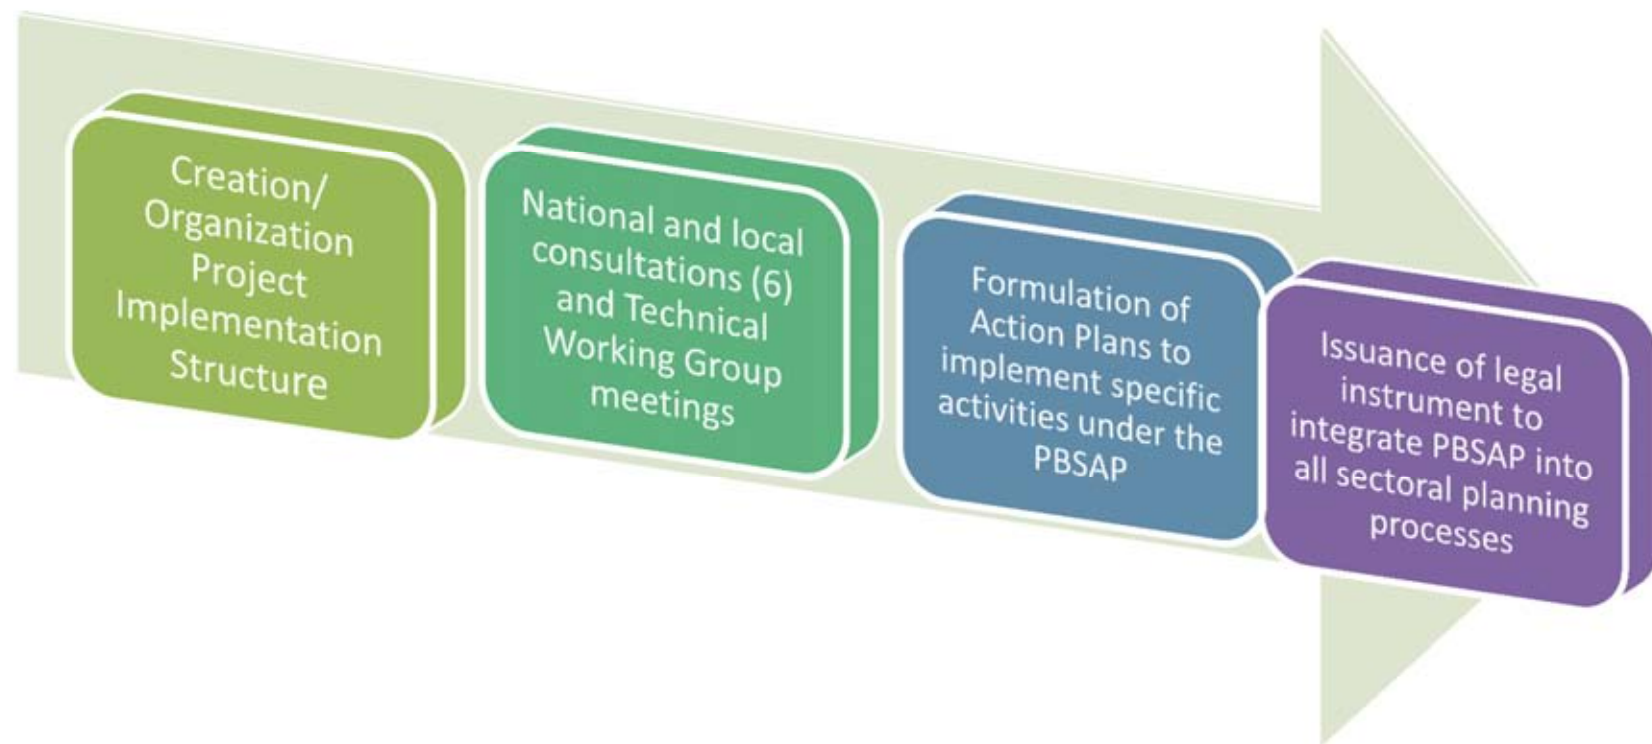 Creation/
Organization
Project
Implementation
Structure
National and local
consultations (6)
and Technical
Working Group
meetings
Formulation of
Action Plans to
implement specific
activities under the
PBSAP
Issuance of legal
instrument to
integrate PBSAP into
all sectoral planning
processes